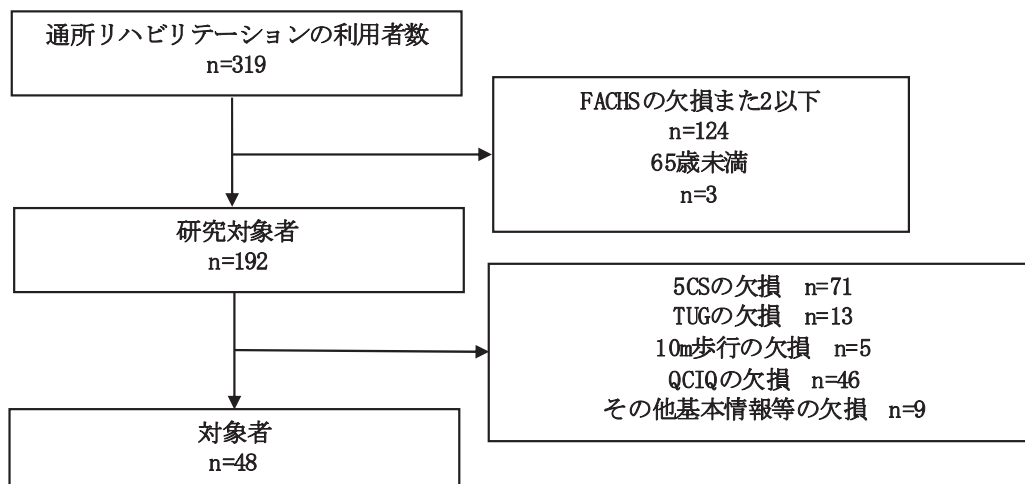 通所リハビリテーションの利用者数
n=319
FACHSの欠損また2以下
n=124
65歳未満
n=3
研究対象者
n=192
5CSの欠損　n=71
TUGの欠損　n=13
10m歩行の欠損　n=5
QCIQの欠損　n=46
その他基本情報等の欠損　n=9
対象者
n=48